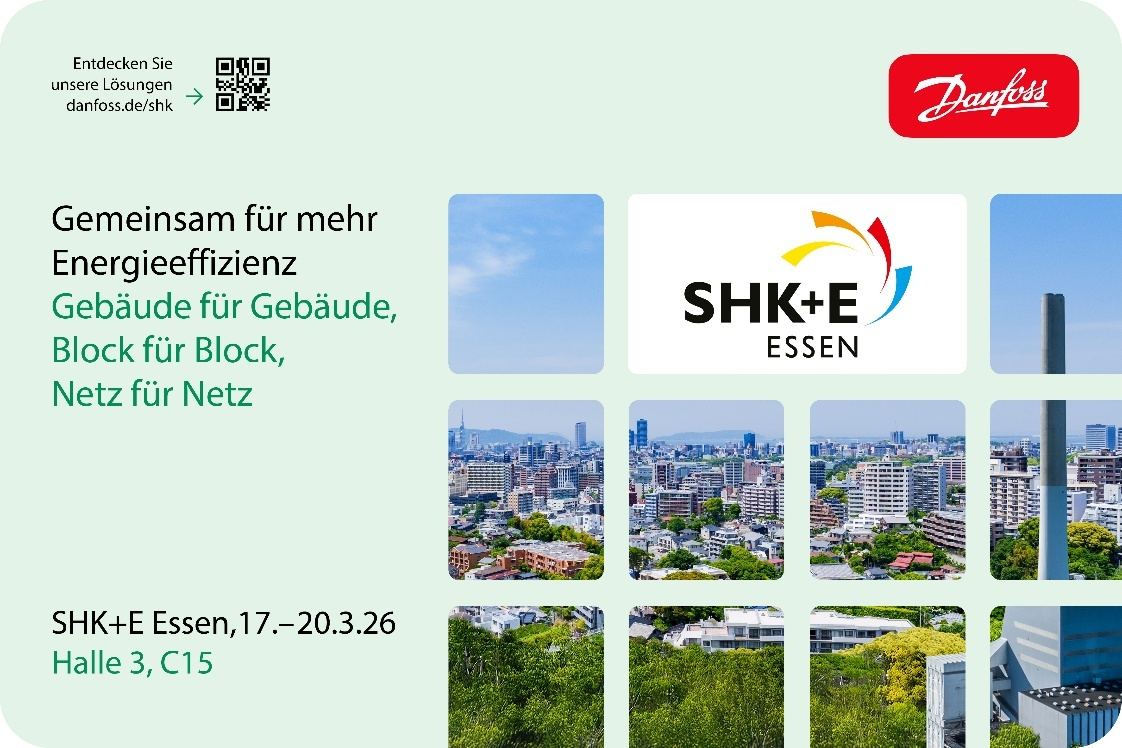 Entdecken Sie
unsere Lösungen
danfoss.de/shk
Danfoss
Gemeinsam für mehr
Energieeffizienz
Gebäude für Gebäude,
Block für Block,
Netz für Netz
SHK+E
ESSEN
SHK+E Essen,17.–20.3.26
Halle 3, C15